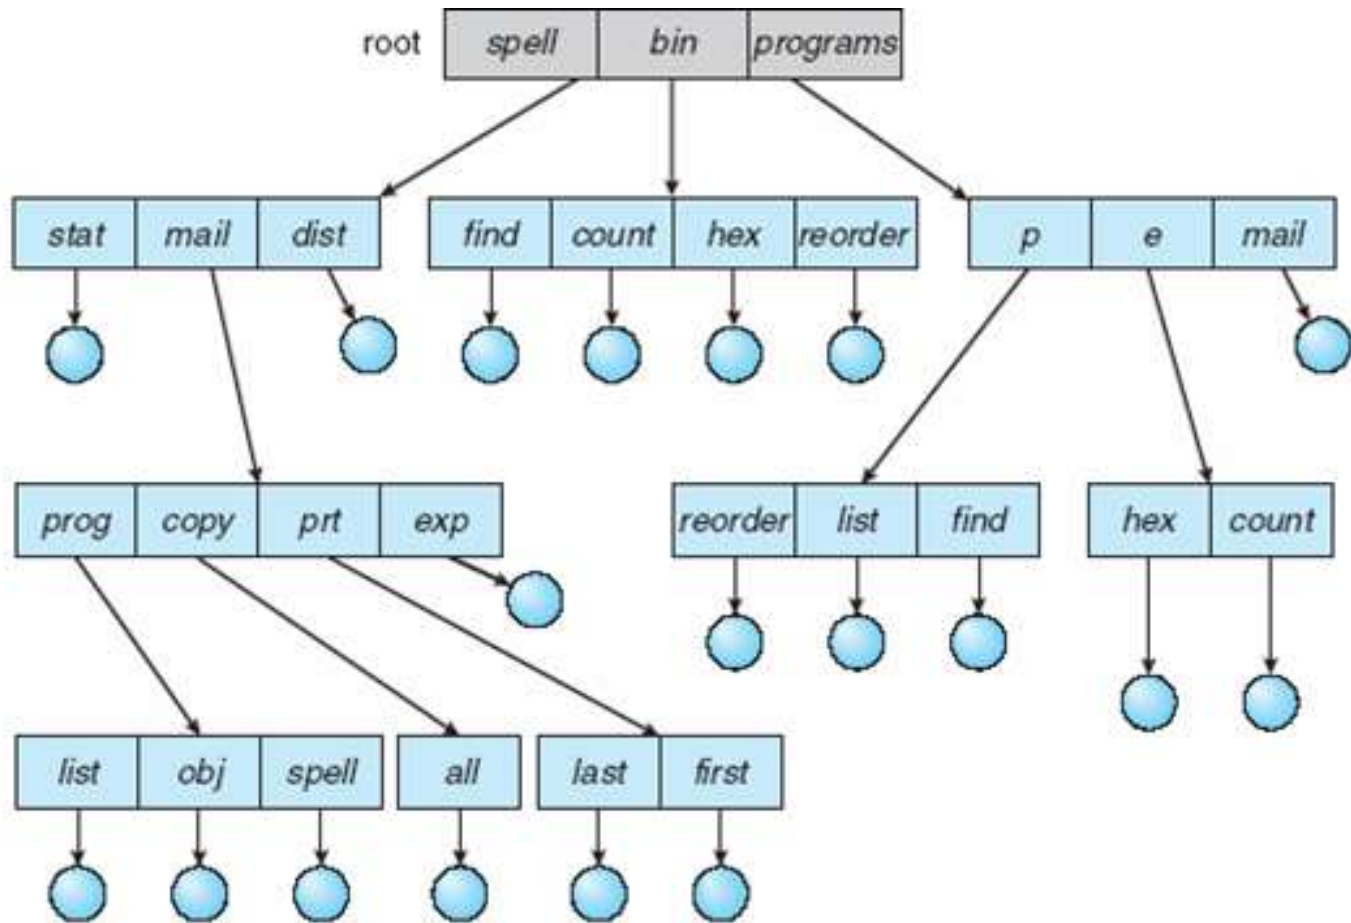 root spell bin programs
stat mail dist find count hex reorder p e mail
prog copy prt exp reorder list find hex count
list obj spell all last first